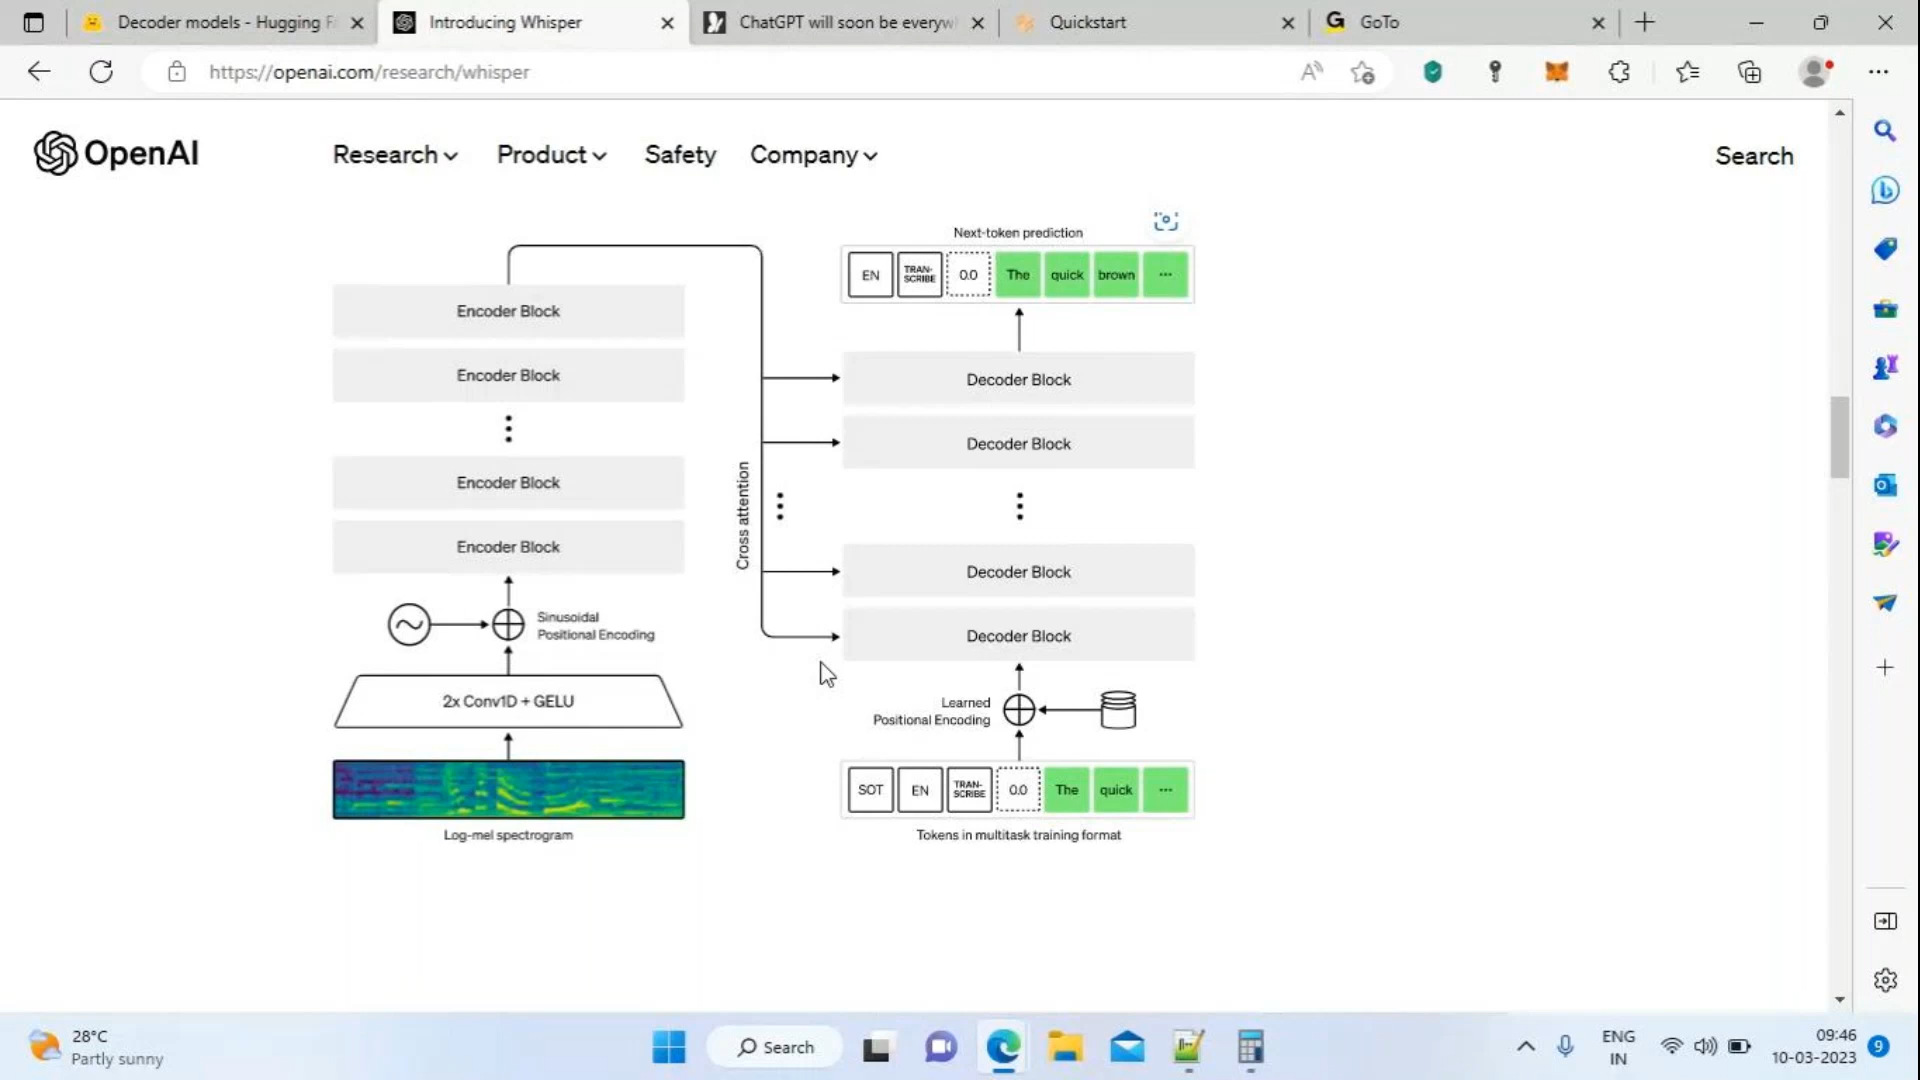 Decoder models - Hugging F
Introducing Whisper
ChatGPT will soon be everyw
Quickstart
G GoTo
https://openai.com/research/whisper
OpenAI
Research
Product
Safety
Company
Search
Next-token prediction
EN
TRAN-
SCRIBE
0.0
The
quick
brown
...
Encoder Block
Encoder Block
Encoder Block
Encoder Block
Cross attention
Decoder Block
Decoder Block
Decoder Block
Decoder Block
Sinusoidal
Positional Encoding
2x Conv1D + GELU
Log-mel spectrogram
Learned
Positional Encoding
SOT
EN
TRAN-
SCRIBE
0.0
The
quick
...
Tokens in multitask training format
28°C
Partly sunny
Search
ENG
IN
09:46
10-03-2023
9